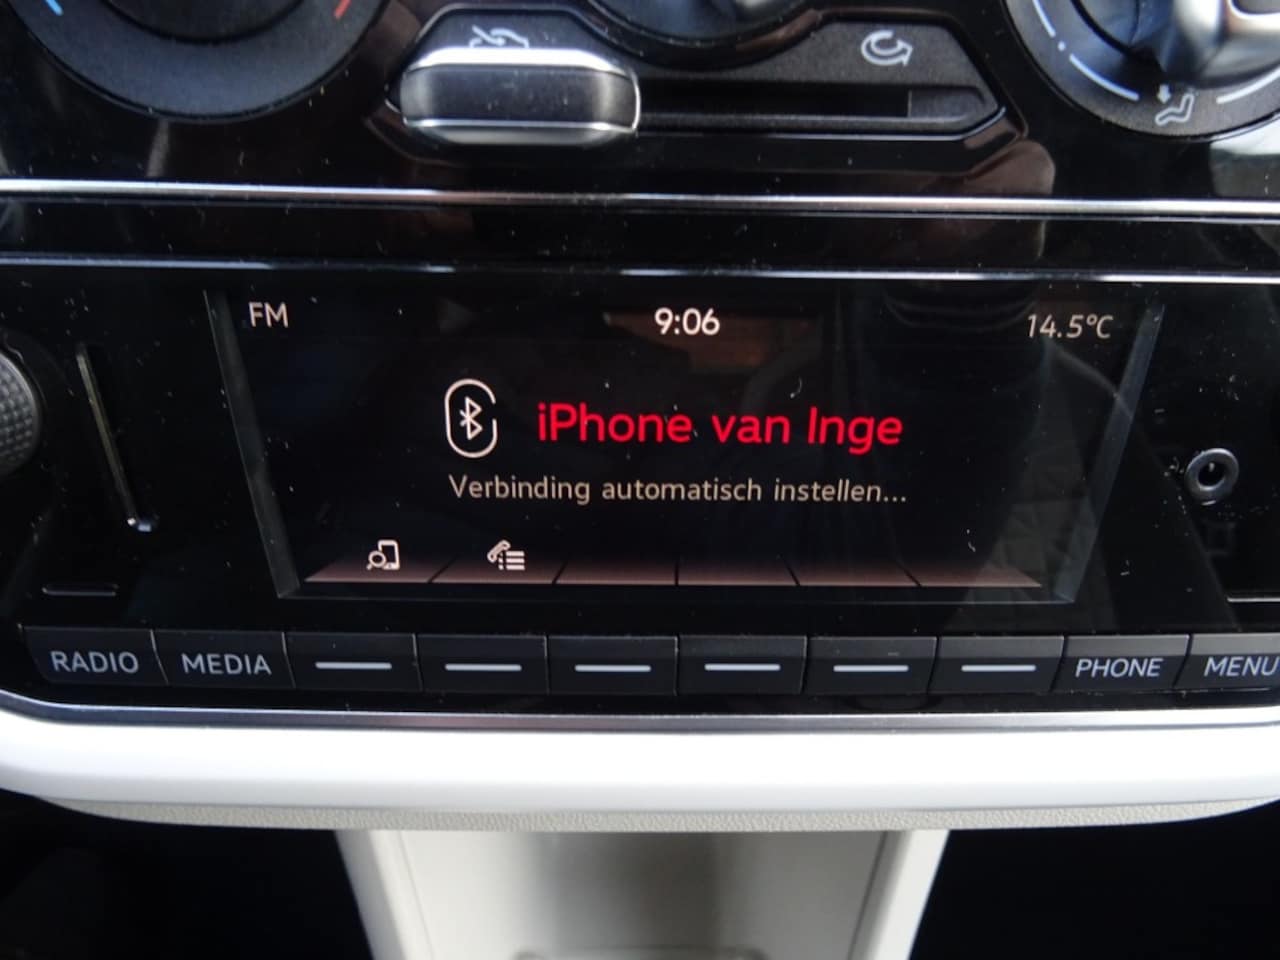 FM 9:06 14.5°C
iPhone van Inge
Verbinding automatisch instellen...
RADIO MEDIA PHONE MENU